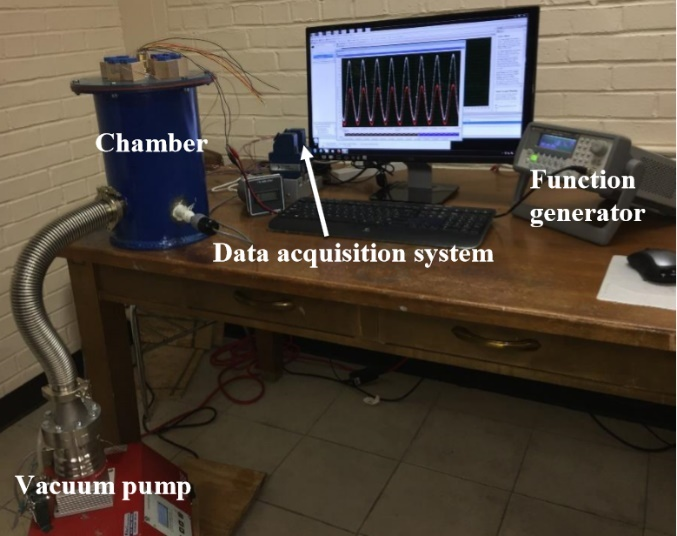 Chamber
Function
generator
Data acquisition system
Vacuum pump